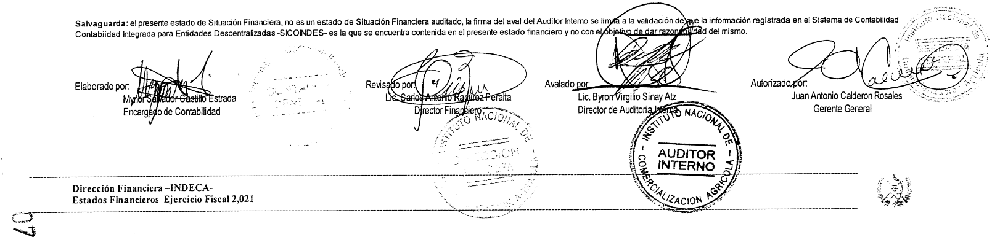 Salvaguarda: el presente estado de Situación Financiera, no es un estado de Situación Financiera auditado, la firma del aval del Auditor Interno se limita a la validación de que la información registrada en el Sistema de Contabilidad
Contabiidad Integrada para Entidades Descentralizadas -SICOINDES- es la que se encuentra contenida en el presente estado financiero y no con el objetivo de dar razonabilidad del mismo.
Elaborado por:
Mynor Salvador Castillo Estrada
Encargado de Contabilidad
Revisado por:
Lic. Carlos Antonio Ramirez Peralta
Director Financiero
Avalado por:
Lic. Byron Virgilio Sinay Atz
Director de Auditoria Interna
Autorizado por:
Juan Antonio Calderon Rosales
Gerente General
Instituto Nacional de
INSTITUTO NACIONAL DE
INSTITUTO NACIONAL DE
COMERCIALIZACION AGRICOLA
AUDITOR
INTERNO
Dirección Financiera –INDECA-
Estados Financieros Ejercicio Fiscal 2,021
07